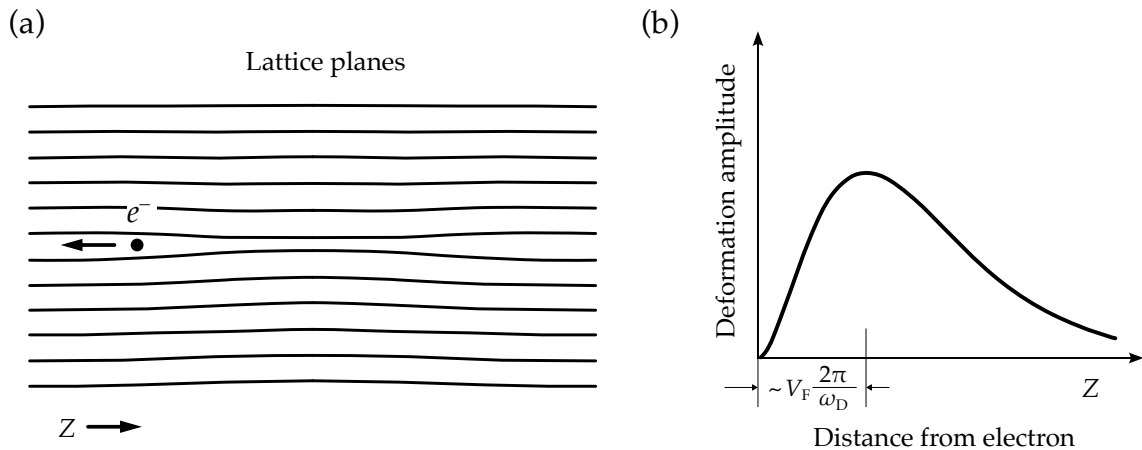 (a)
Lattice planes
e⁻
Z
(b)
Deformation amplitude
~ V_F 2π/ω_D
Z
Distance from electron